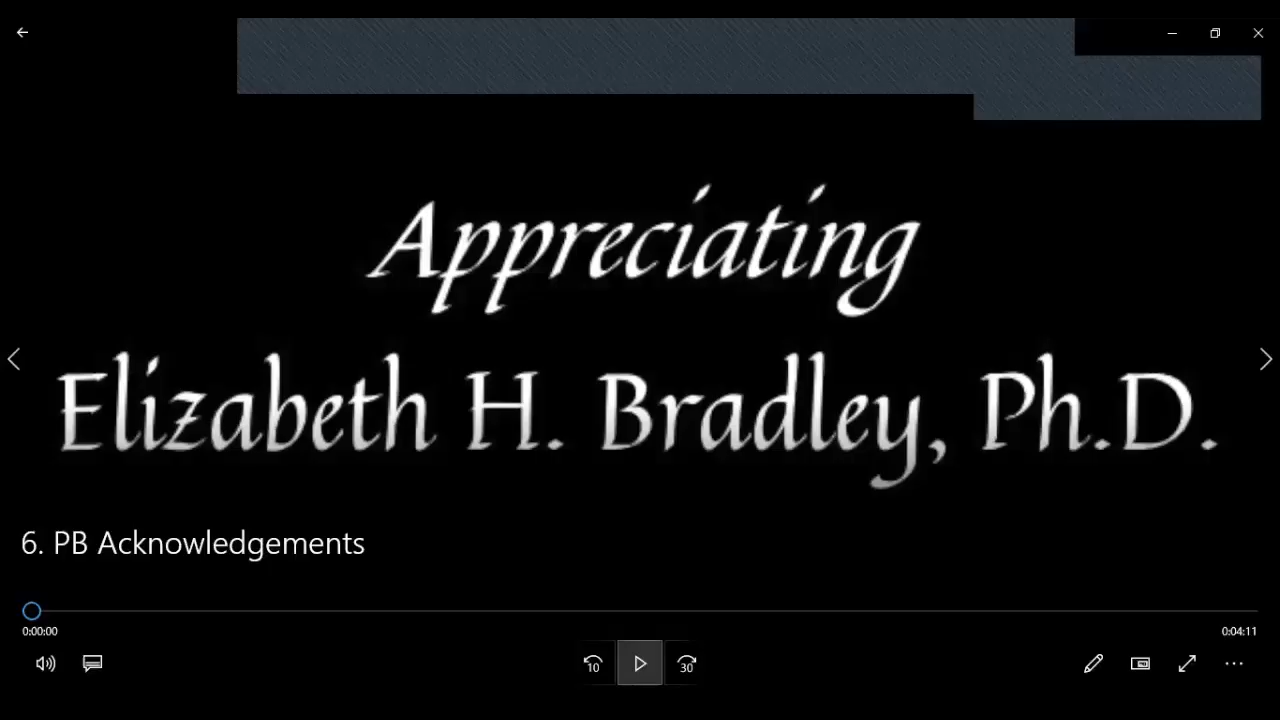 Appreciating
Elizabeth H. Bradley, Ph.D.
6. PB Acknowledgements
0:00:00
0:04:11
10
30